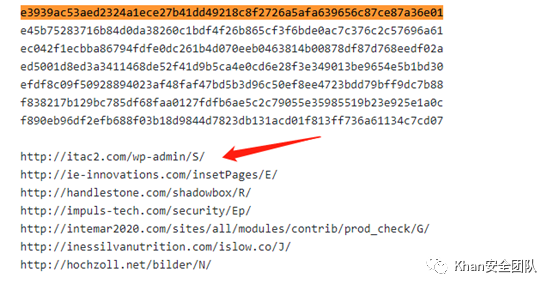 e3939ac53aed2324a1ece27b41dd49218c8f2726a5afa639656c87ce87a36e01
e45b75283716b84d0da38260c1bdf4f26b865cf3f6bde0ac7c376c2c57696a61
ec042f1ecbba86794fdfe0dc261b4d070eeb0463814b00878df87d768eedf02a
ed5001d8ed3a3411468de52f41d9b5ca4e0cd6e28f3e349013be9654e5b1bd30
efdf8c09f50928894023af48faf47bd5b3d96c50ef8ee4723bdd79bff9dc7b88
f838217b129bc785df68faa0127fdfb6ae5c2c79055e35985519b23e925e1a0c
f890eb96df2efb688f03b18d9844d7823db131acd01f813ff736a61134c7cd07
http://itac2.com/wp-admin/S/
http://ie-innovations.com/insetPages/E/
http://handlestone.com/shadowbox/R/
http://impuls-tech.com/security/Ep/
http://intemar2020.com/sites/all/modules/contrib/prod_check/G/
http://inessilvanutrition.com/islow.co/J/
http://hochzoll.net/bilder/N/
Khan安全团队